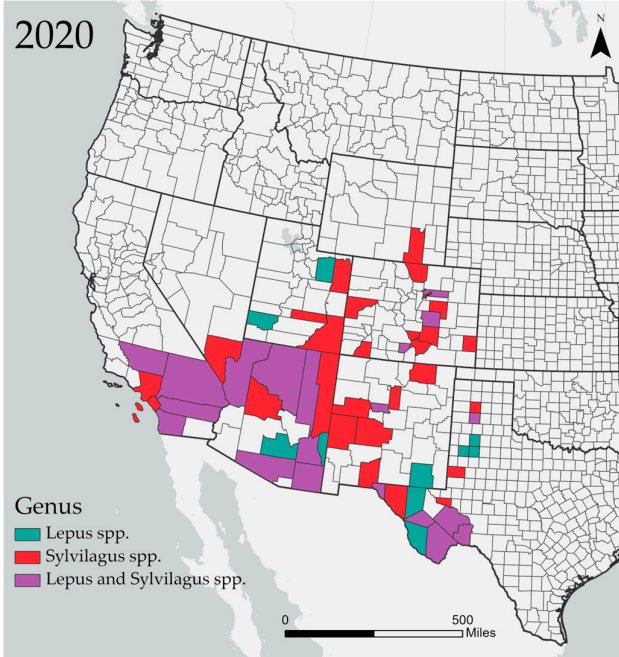 2020
N
Genus
Lepus spp.
Sylvilagus spp.
Lepus and Sylvilagus spp.
0 500
Miles